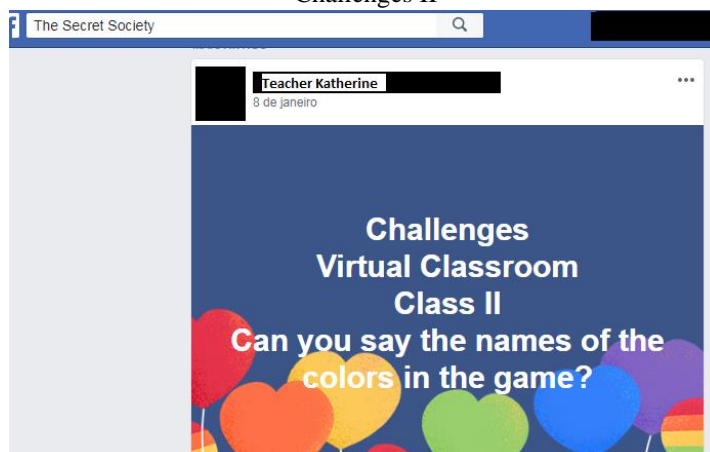 Challenges II
The Secret Society
Teacher Katherine
8 de janeiro
Challenges
Virtual Classroom
Class II
Can you say the names of the
colors in the game?